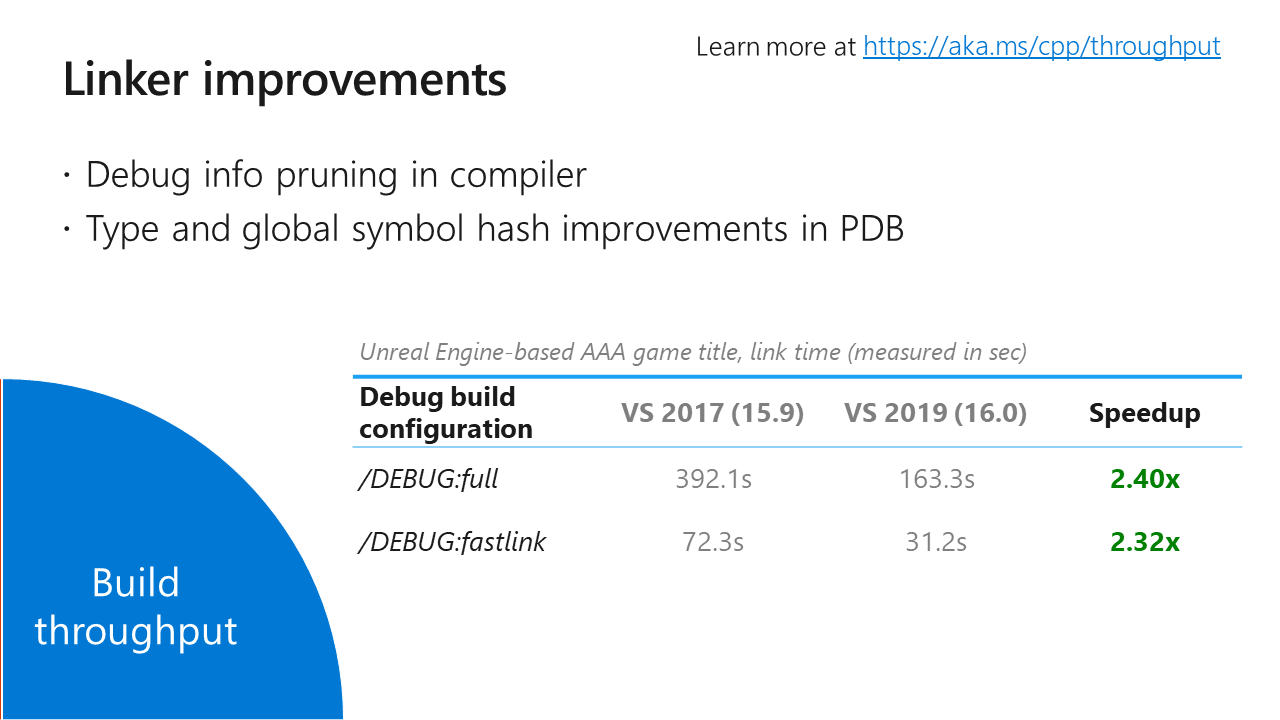 Learn more at https://aka.ms/cpp/throughput
Linker improvements
· Debug info pruning in compiler
· Type and global symbol hash improvements in PDB
Unreal Engine-based AAA game title, link time (measured in sec)
Debug build
configuration
VS 2017 (15.9) VS 2019 (16.0) Speedup
/DEBUG:full 392.1s 163.3s 2.40x
/DEBUG:fastlink 72.3s 31.2s 2.32x
Build
throughput